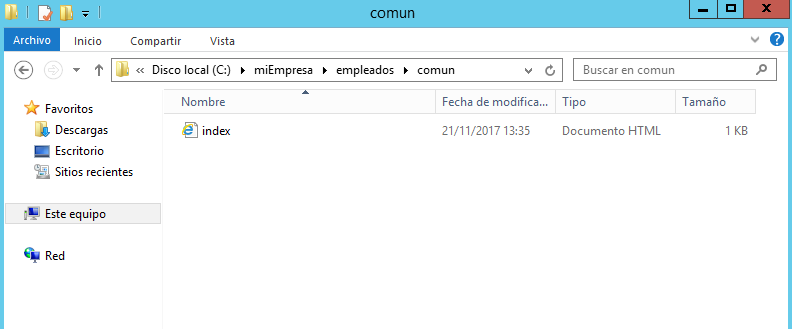 comun
Archivo Inicio Compartir Vista
« Disco local (C:) miEmpresa empleados comun Buscar en comun
Favoritos
Descargas
Escritorio
Sitios recientes
Este equipo
Red
Nombre Fecha de modifica... Tipo Tamaño
index 21/11/2017 13:35 Documento HTML 1 KB